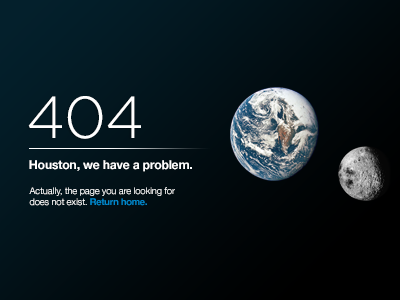 404
Houston, we have a problem.
Actually, the page you are looking for
does not exist. Return home.